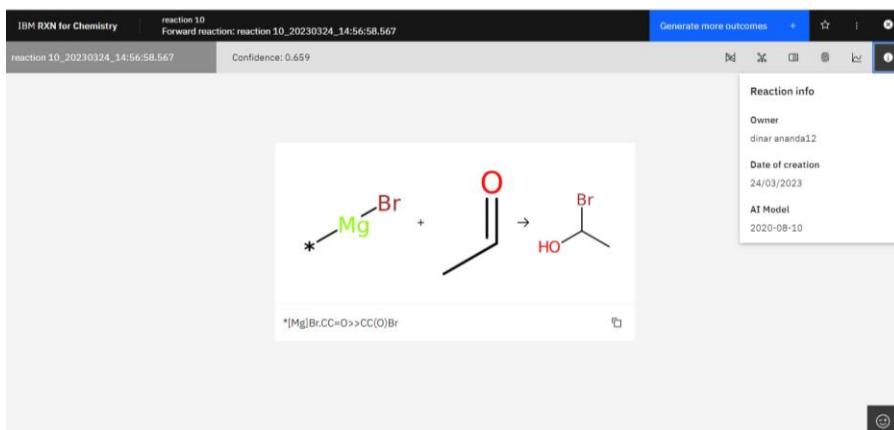 IBM RXN for Chemistry
reaction 10
Forward reaction: reaction 10_20230324_14:56:58.567
Generate more outcomes +
reaction 10_20230324_14:56:58.567
Confidence: 0.659
Reaction info
Owner
dinar ananda12
Date of creation
24/03/2023
AI Model
2020-08-10
* Mg Br + O → HO Br
*[Mg]Br.CC=O>>CC(O)Br